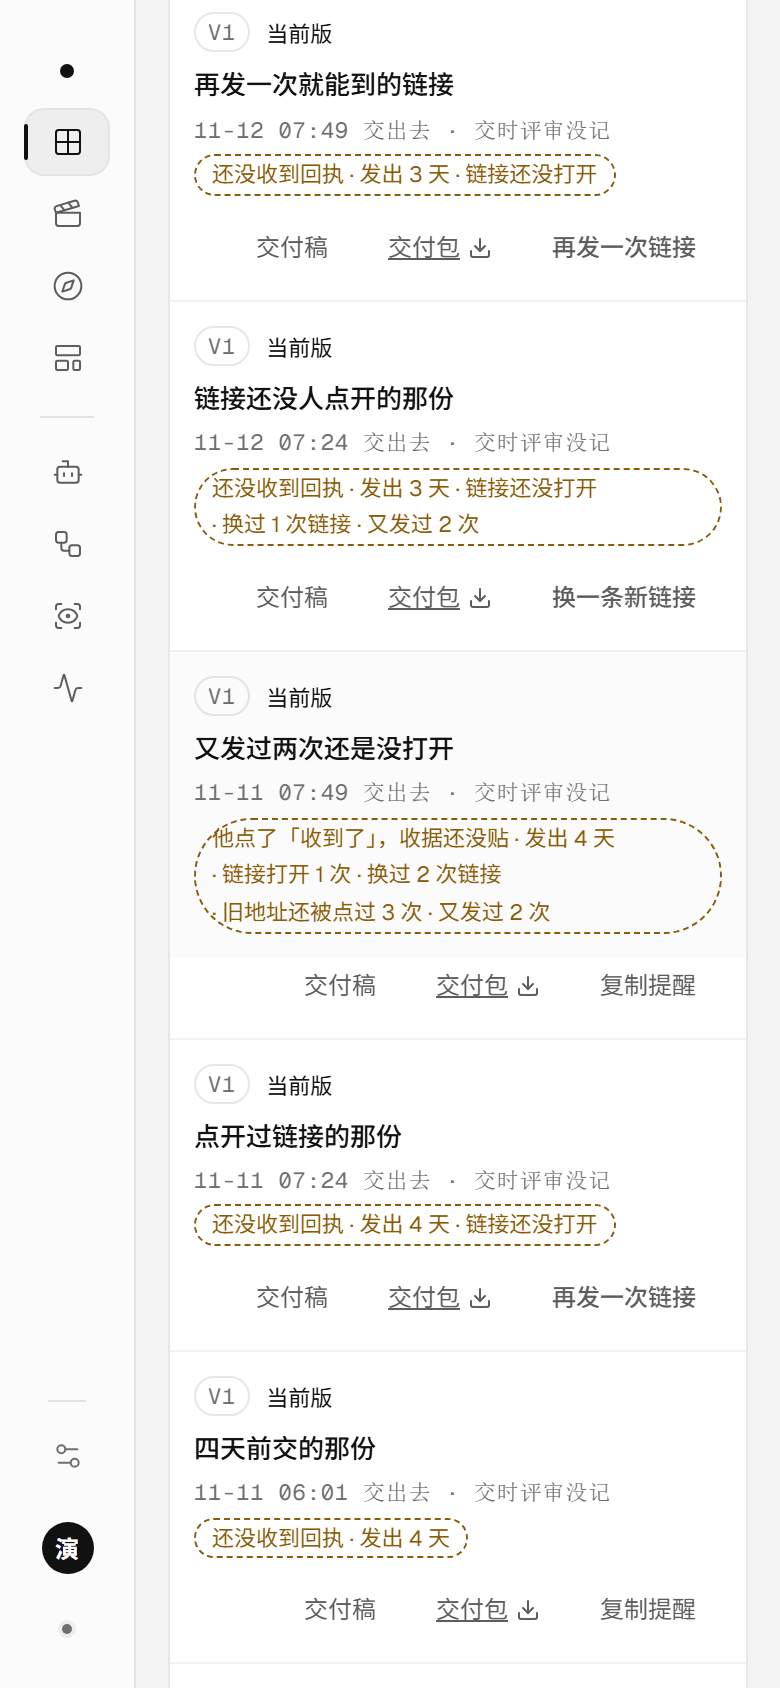 V1 当前版
再发一次就能到的链接
11-12 07:49 交出去 · 交时评审没记
还没收到回执 · 发出 3 天 · 链接还没打开
交付稿 交付包 再发一次链接
V1 当前版
链接还没人点开的那份
11-12 07:24 交出去 · 交时评审没记
还没收到回执 · 发出 3 天 · 链接还没打开
· 换过 1 次链接 · 又发过 2 次
交付稿 交付包 换一条新链接
V1 当前版
又发过两次还是没打开
11-11 07:49 交出去 · 交时评审没记
他点了「收到了」，收据还没贴 · 发出 4 天
· 链接打开 1 次 · 换过 2 次链接
· 旧地址还被点过 3 次 · 又发过 2 次
交付稿 交付包 复制提醒
V1 当前版
点开过链接的那份
11-11 07:24 交出去 · 交时评审没记
还没收到回执 · 发出 4 天 · 链接还没打开
交付稿 交付包 再发一次链接
V1 当前版
四天前交的那份
11-11 06:01 交出去 · 交时评审没记
还没收到回执 · 发出 4 天
交付稿 交付包 复制提醒
演